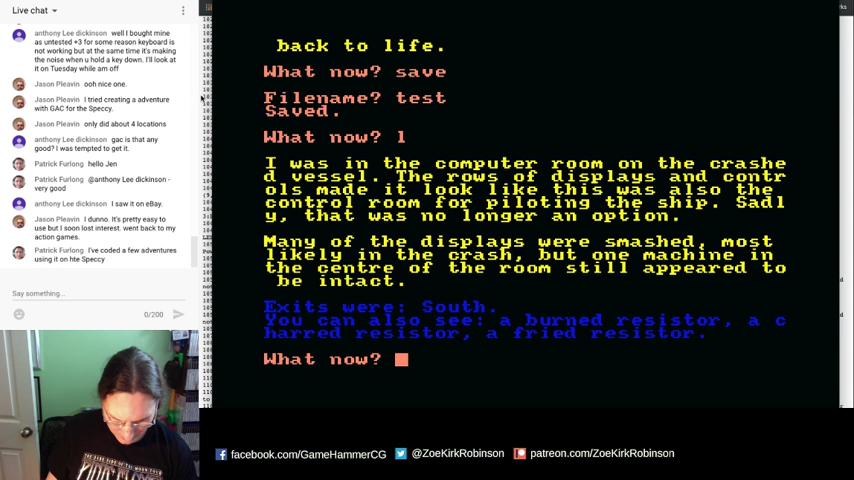 Live chat
anthony Lee dickinson well I bought mine
as untested +3 for some reason keyboard is
not working but at the same time it's making
the noise when u hold a key down. I'll look at
it on Tuesday while am off
Jason Pleavin ooh nice one.
Jason Pleavin I tried creating a adventure
with GAC for the Speccy.
Jason Pleavin only did about 4 locations
anthony Lee dickinson gac is that any
good? I was tempted to get it.
Patrick Furlong hello Jen
Patrick Furlong @anthony Lee dickinson -
very good
anthony Lee dickinson I saw it on eBay.
Jason Pleavin I dunno. It's pretty easy to
use but I soon lost interest. went back to my
action games.
Patrick Furlong I've coded a few adventures
using it on hte Speccy
Say something...
0/200
back to life.
What now? save
Filename? test
Saved.
What now? l
I was in the computer room on the crashe
d vessel. The rows of displays and contr
ols made it look like this was also the
control room for piloting the ship. Sadl
y, that was no longer an option.
Many of the displays were smashed, most
likely in the crash, but one machine in
the centre of the room still appeared to
be intact.
Exits were: South.
You can also see: a burned resistor, a c
harred resistor, a fried resistor.
What now?
facebook.com/GameHammerCG
@ZoeKirkRobinson
patreon.com/ZoeKirkRobinson